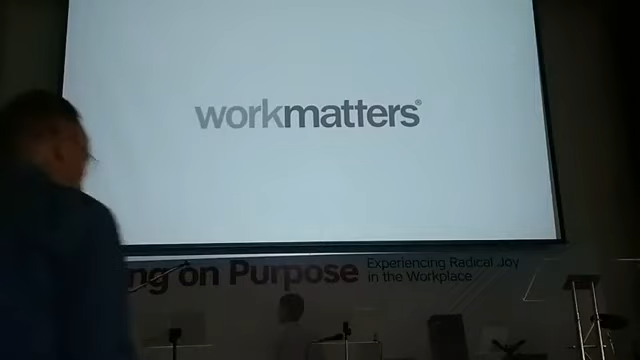 workmatters®
ng on Purpose
Experiencing Radical Joy
in the Workplace